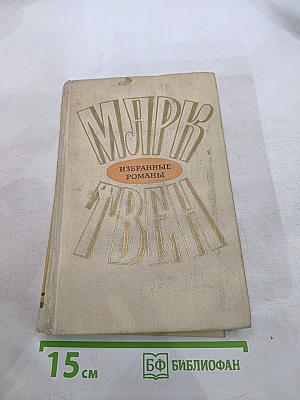 МАРК
ИЗБРАННЫЕ
РОМАНЫ
ТВЕН
15 см
БФ БИБЛИОФАН